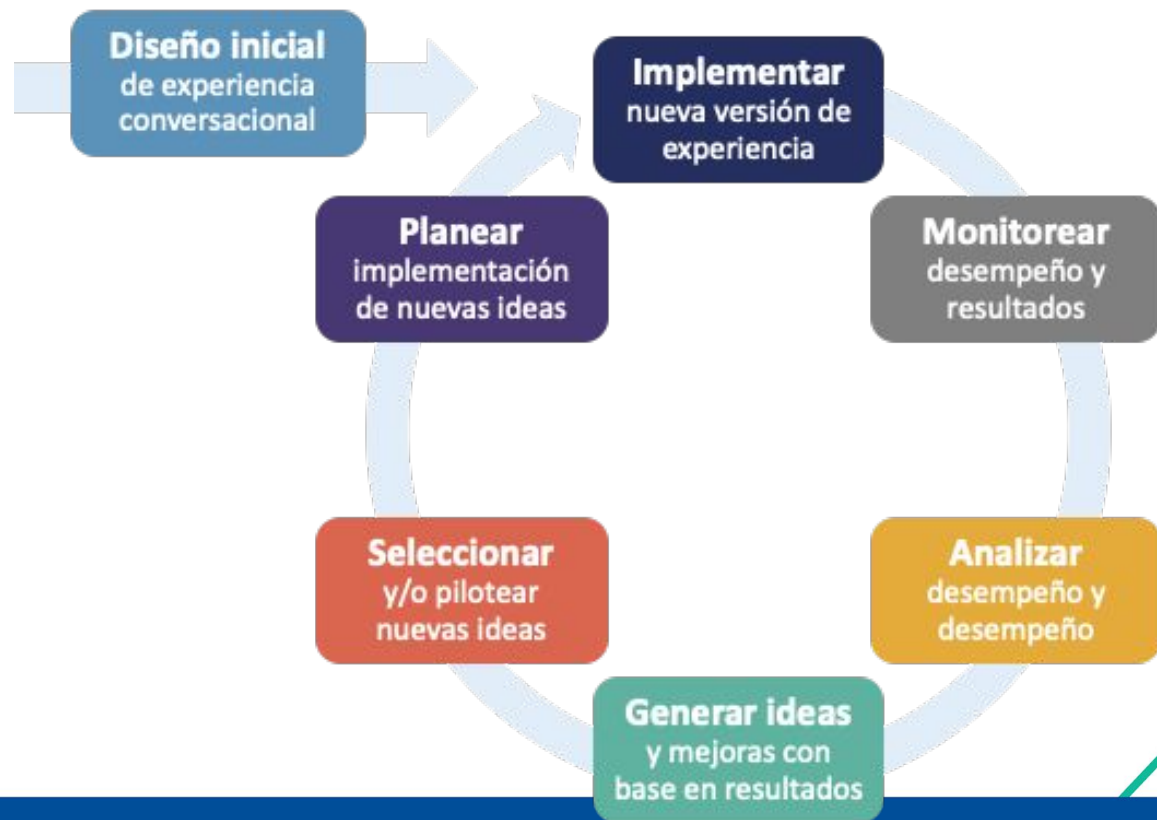 Diseño inicial
de experiencia
conversacional
Implementar
nueva versión de
experiencia
Monitorear
desempeño y
resultados
Analizar
desempeño y
desempeño
Generar ideas
y mejoras con
base en resultados
Seleccionar
y/o pilotear
nuevas ideas
Planear
implementación
de nuevas ideas